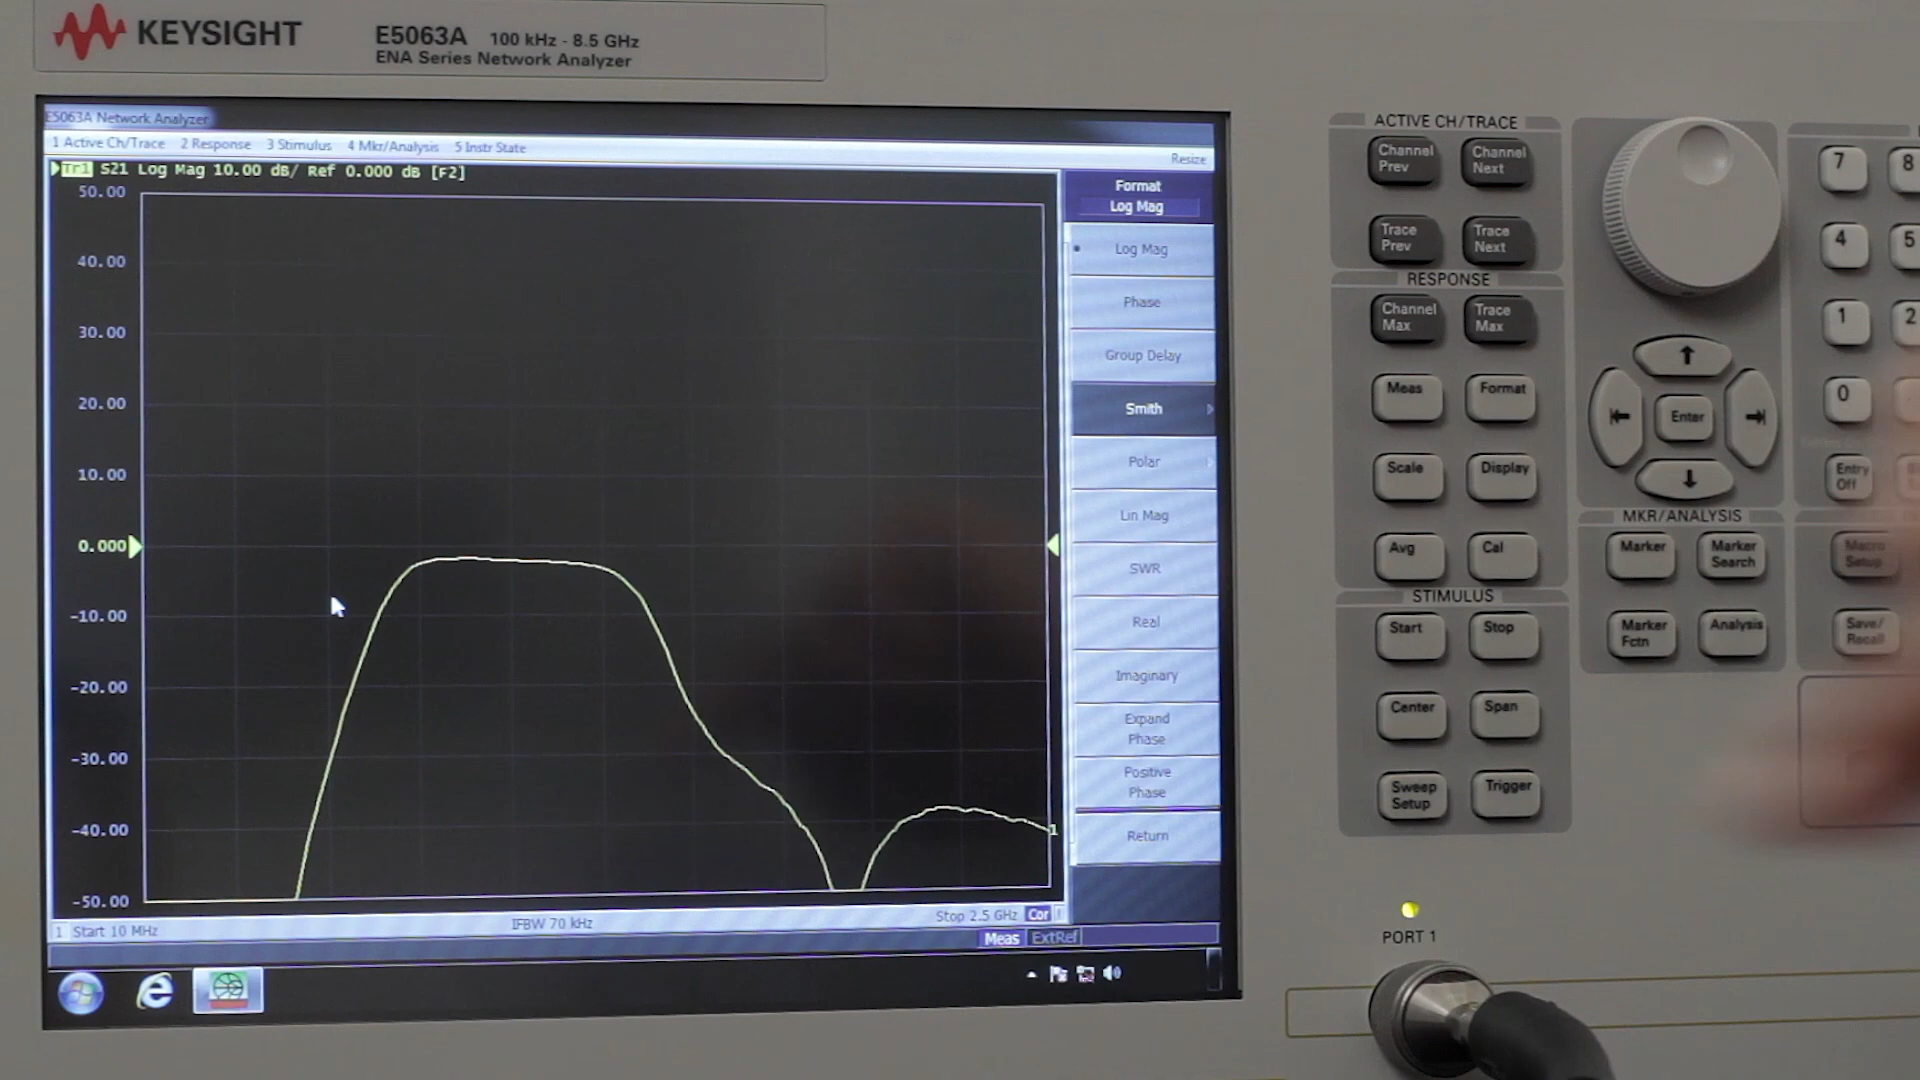 KEYSIGHT
E5063A 100 kHz - 8.5 GHz
ENA Series Network Analyzer
E5063A Network Analyzer
1 Active Ch/Trace 2 Response 3 Stimulus 4 Mkr/Analysis 5 Instr State
Resize
Tr1 S21 Log Mag 10.00 dB/ Ref 0.000 dB [F2]
50.00
40.00
30.00
20.00
10.00
0.000
-10.00
-20.00
-30.00
-40.00
-50.00
1
1 Start 10 MHz
IFBW 70 kHz
Stop 2.5 GHz Cor
Meas ExtRef
Format
Log Mag
Log Mag
Phase
Group Delay
Smith
Polar
Lin Mag
SWR
Real
Imaginary
Expand
Phase
Positive
Phase
Return
ACTIVE CH/TRACE
Channel
Prev
Channel
Next
Trace
Prev
Trace
Next
RESPONSE
Channel
Max
Trace
Max
Meas
Format
Scale
Display
Avg
Cal
STIMULUS
Start
Stop
Center
Span
Sweep
Setup
Trigger
Enter
MKR/ANALYSIS
Marker
Marker
Search
Marker
Fctn
Analysis
7
8
4
5
1
2
0
Entry
Off
Macro
Setup
Save/
Recall
PORT 1